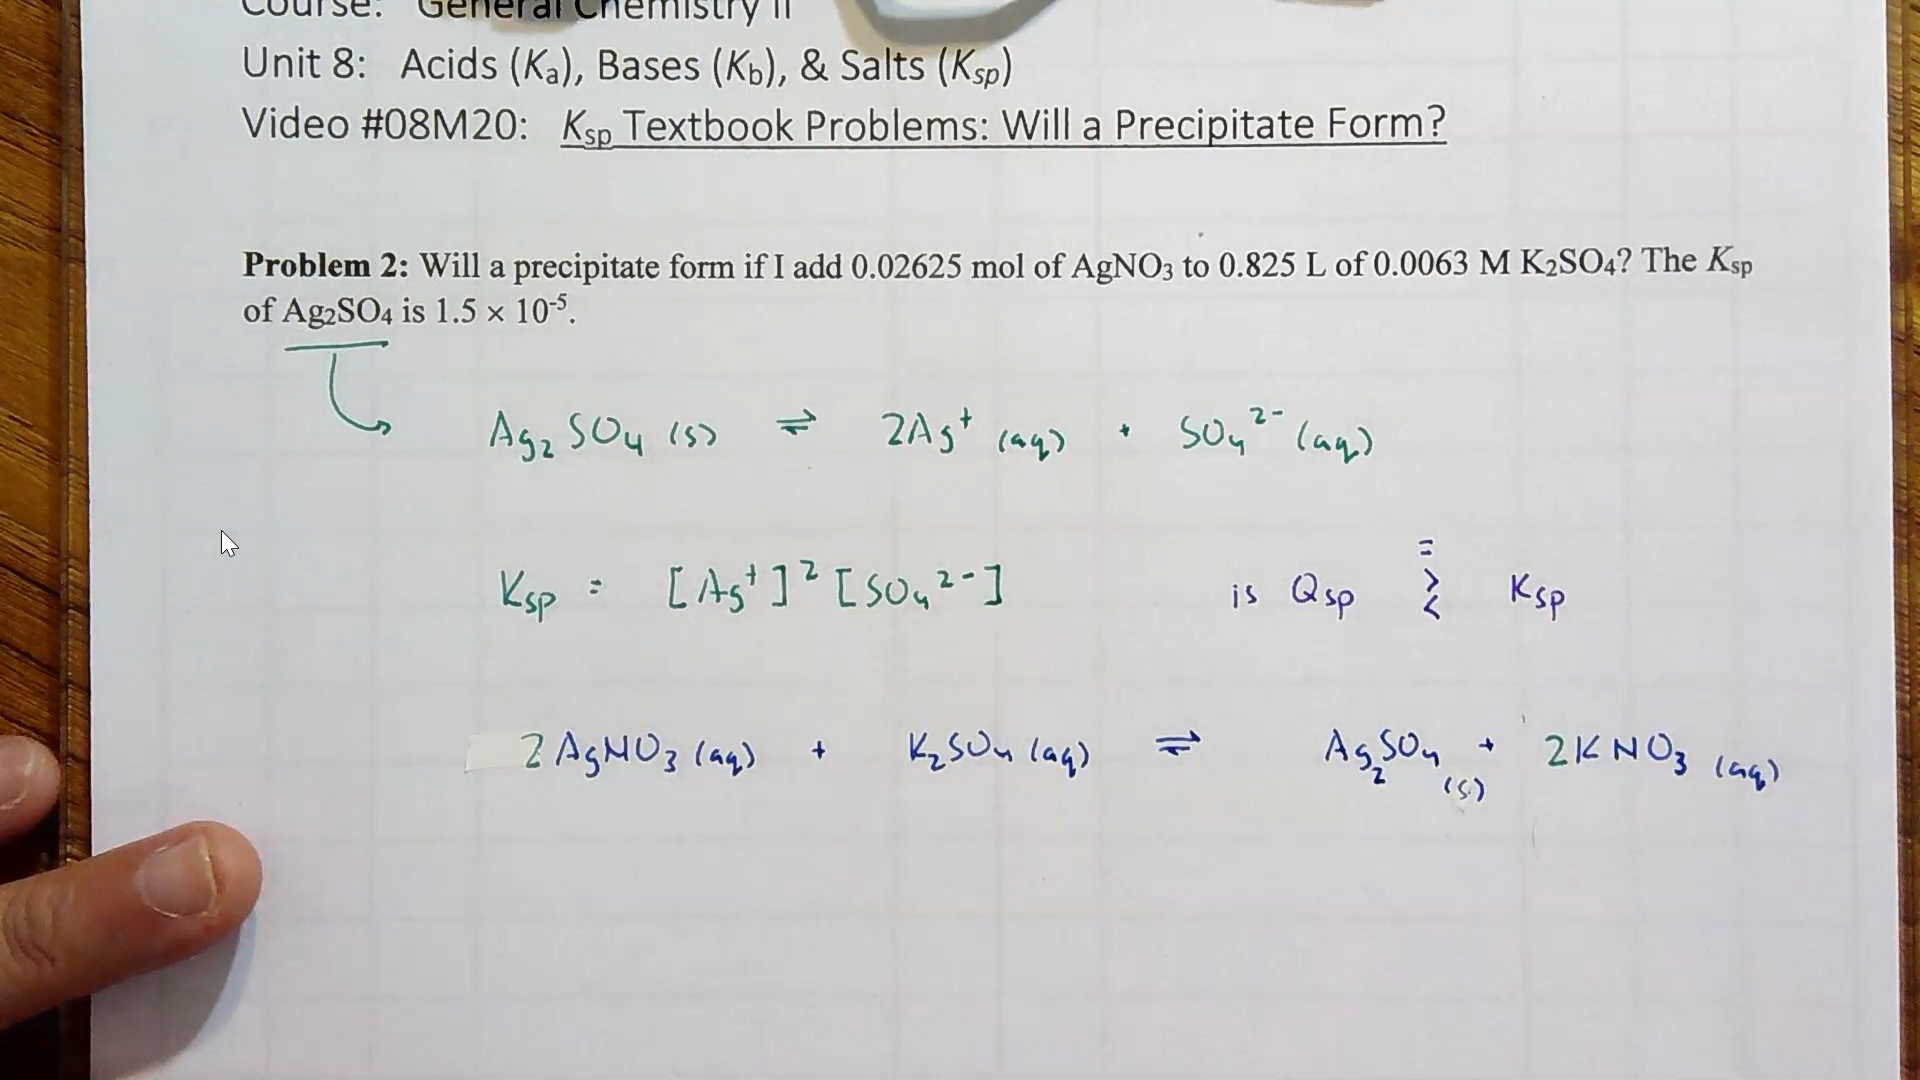 Course: General Chemistry II
Unit 8: Acids (Ka), Bases (Kb), & Salts (Ksp)
Video #08M20: Ksp Textbook Problems: Will a Precipitate Form?
Problem 2: Will a precipitate form if I add 0.02625 mol of AgNO₃ to 0.825 L of 0.0063 M K₂SO₄? The Ksp
of Ag₂SO₄ is 1.5 × 10⁻⁵.
Ag₂SO₄ (s) ⇌ 2Ag⁺ (aq) + SO₄²⁻ (aq)
Ksp = [Ag⁺]² [SO₄²⁻] is Qsp = > < Ksp
2 AgNO₃ (aq) + K₂SO₄ (aq) ⇌ Ag₂SO₄ (s) + 2KNO₃ (aq)